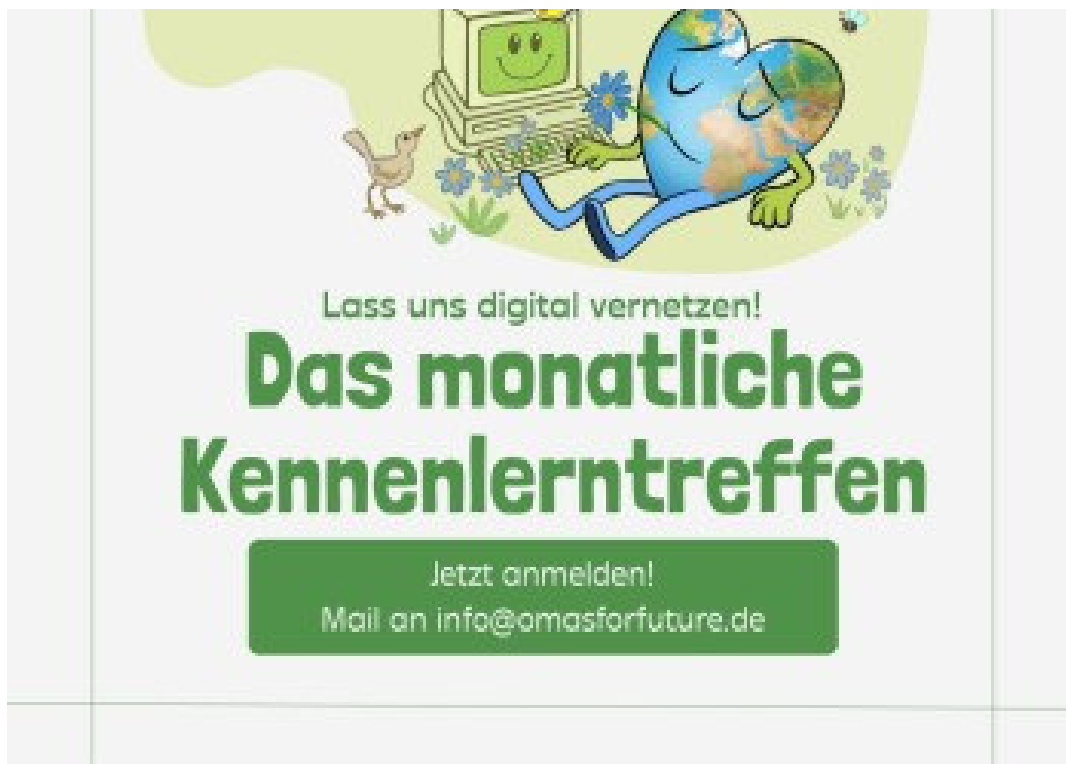 Lass uns digital vernetzen!
Das monatliche
Kennenlerntreffen
Jetzt anmelden!
Mail an info@omasforfuture.de